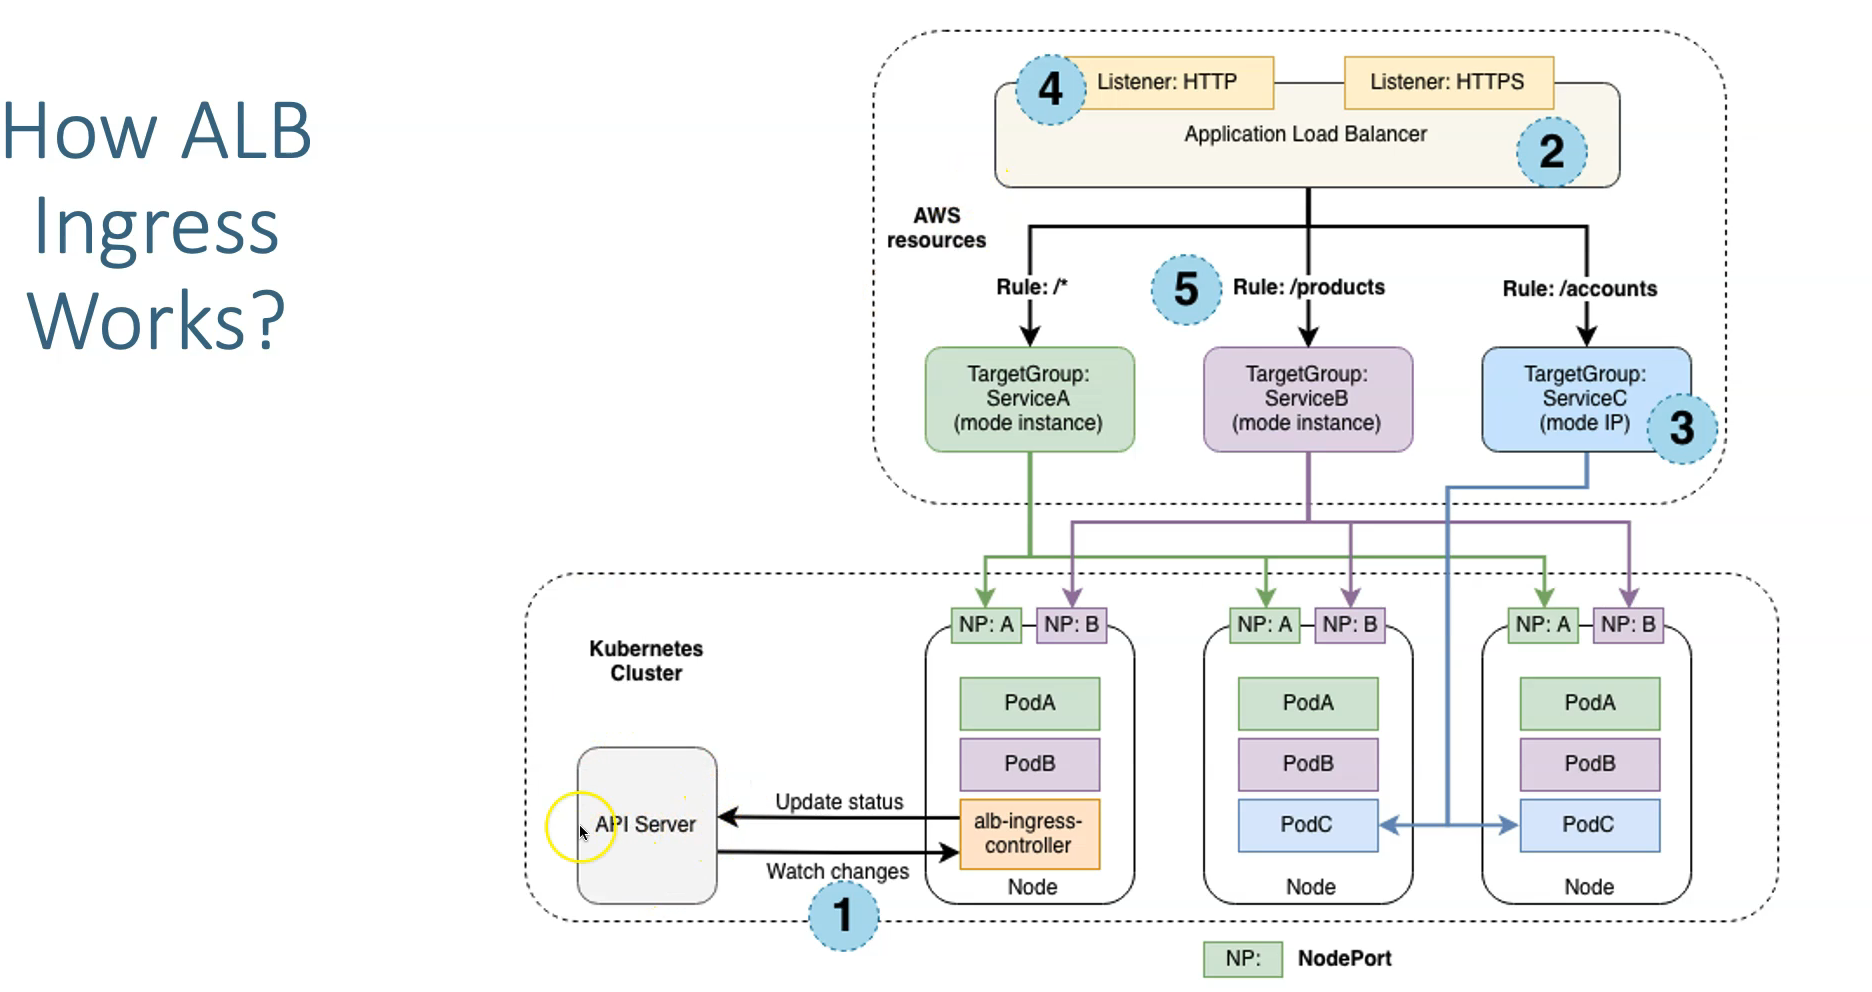 How ALB
Ingress
Works?
4
Listener: HTTP
Listener: HTTPS
Application Load Balancer
2
AWS
resources
Rule: /*
5
Rule: /products
Rule: /accounts
TargetGroup:
ServiceA
(mode instance)
TargetGroup:
ServiceB
(mode instance)
TargetGroup:
ServiceC
(mode IP)
3
Kubernetes
Cluster
NP: A
NP: B
NP: A
NP: B
NP: A
NP: B
PodA
PodB
alb-ingress-
controller
Node
PodA
PodB
PodC
Node
PodA
PodB
PodC
Node
API Server
Update status
Watch changes
1
NP:
NodePort